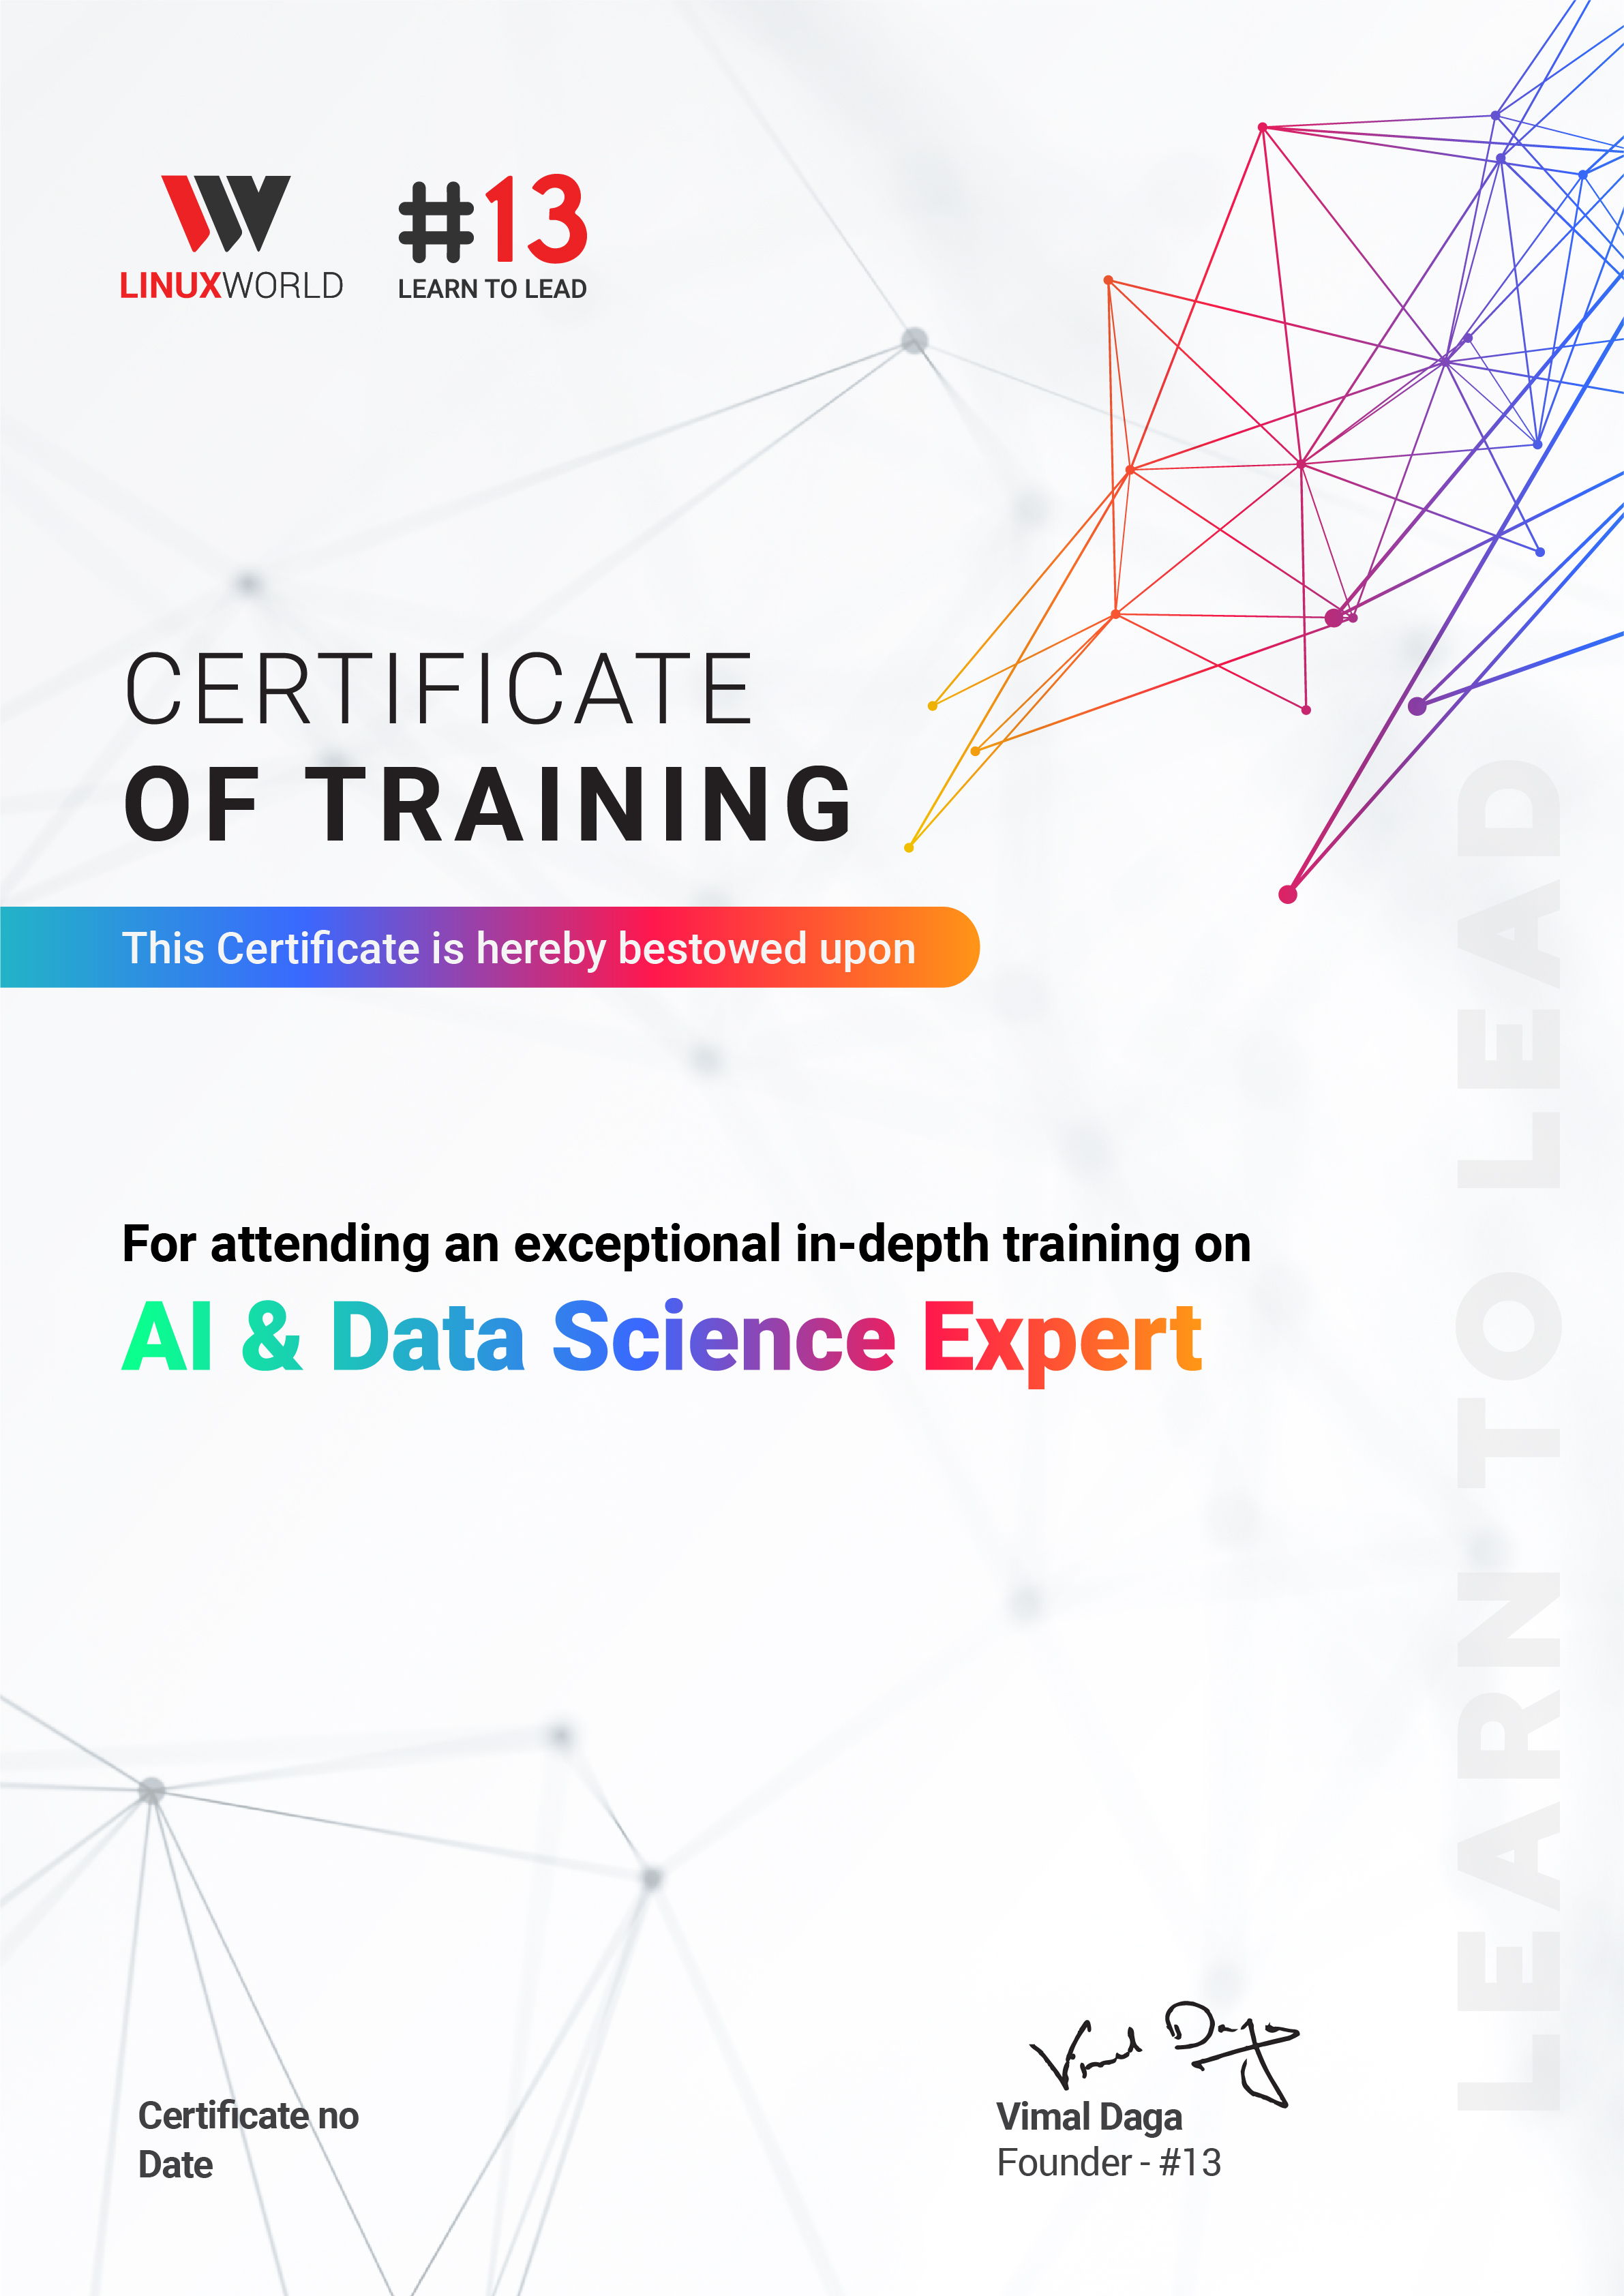 LINUXWORLD
#13
LEARN TO LEAD
CERTIFICATE
OF TRAINING
This Certificate is hereby bestowed upon
For attending an exceptional in-depth training on
AI & Data Science Expert
LEARN TO LEAD
Vimal Daga
Certificate no
Date
Vimal Daga
Founder - #13